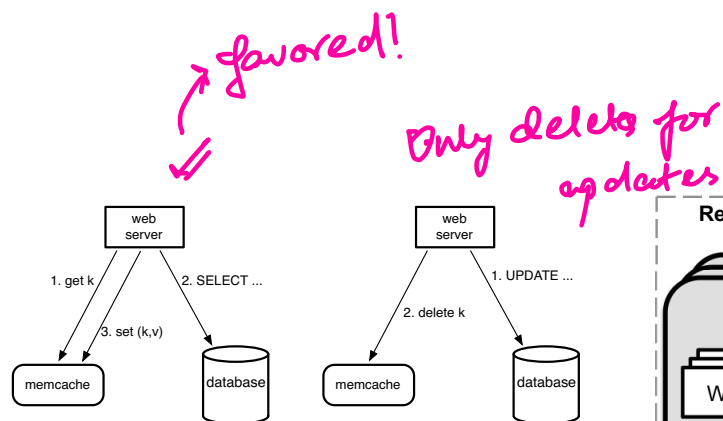 favored!
Only delete for
updates
web
server
1. get k
2. SELECT ...
3. set (k,v)
memcache
database
web
server
1. UPDATE ...
2. delete k
memcache
database
Re
W